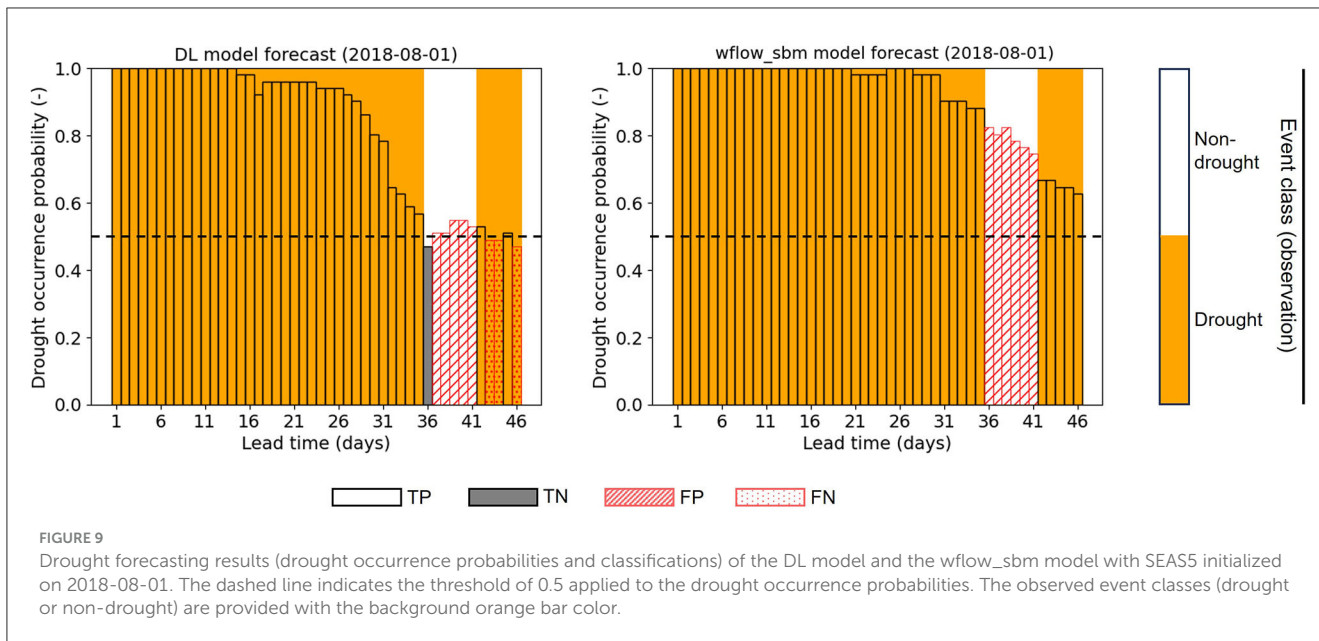 DL model forecast (2018-08-01)
1.0
0.8
0.6
0.4
0.2
0.0
Drought occurrence probability (-)
1 6 11 16 21 26 31 36 41 46
Lead time (days)
wflow_sbm model forecast (2018-08-01)
1.0
0.8
0.6
0.4
0.2
0.0
Drought occurrence probability (-)
1 6 11 16 21 26 31 36 41 46
Lead time (days)
Non-
drought
Drought
Event class (observation)
TP TN FP FN
FIGURE 9
Drought forecasting results (drought occurrence probabilities and classifications) of the DL model and the wflow_sbm model with SEAS5 initialized
on 2018-08-01. The dashed line indicates the threshold of 0.5 applied to the drought occurrence probabilities. The observed event classes (drought
or non-drought) are provided with the background orange bar color.